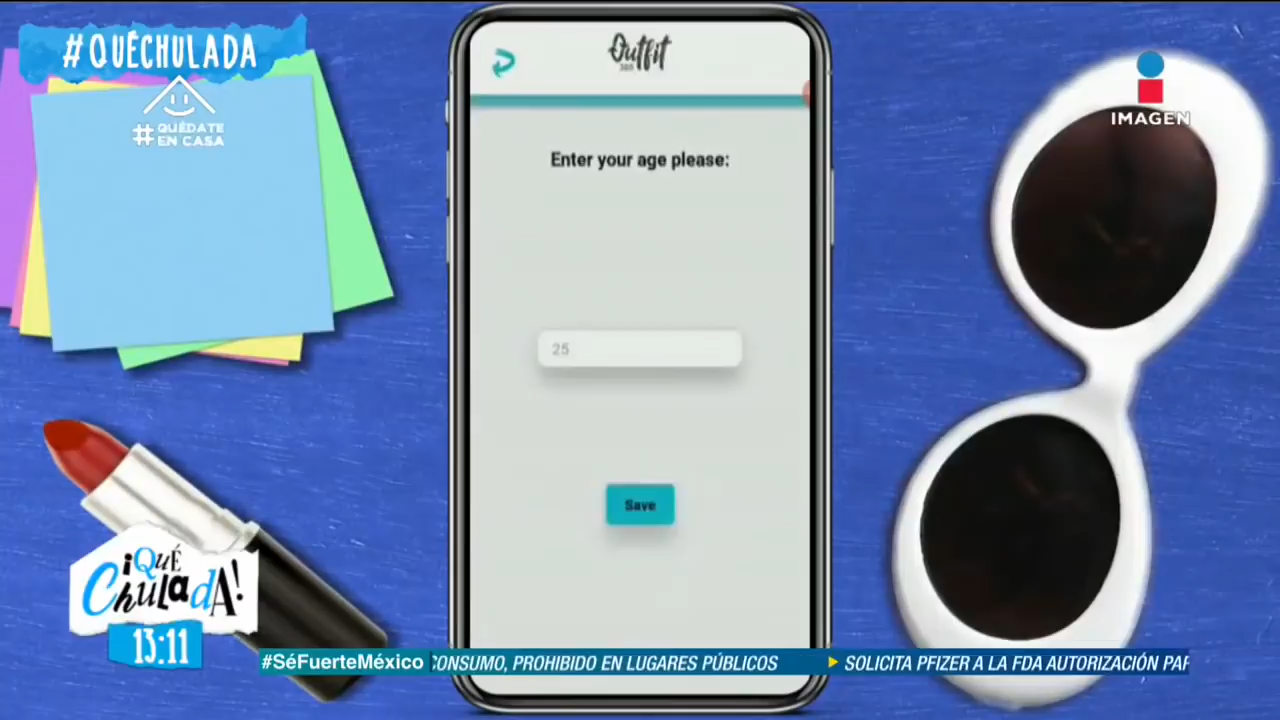 #QUÉCHULADA
#QUÉDATE
EN CASA
Outfit
Enter your age please:
25
Save
IMAGEN
¡QUÉ
CHULADA!
13:11
#SéFuerteMéxico
CONSUMO, PROHIBIDO EN LUGARES PÚBLICOS
SOLICITA PFIZER A LA FDA AUTORIZACIÓN